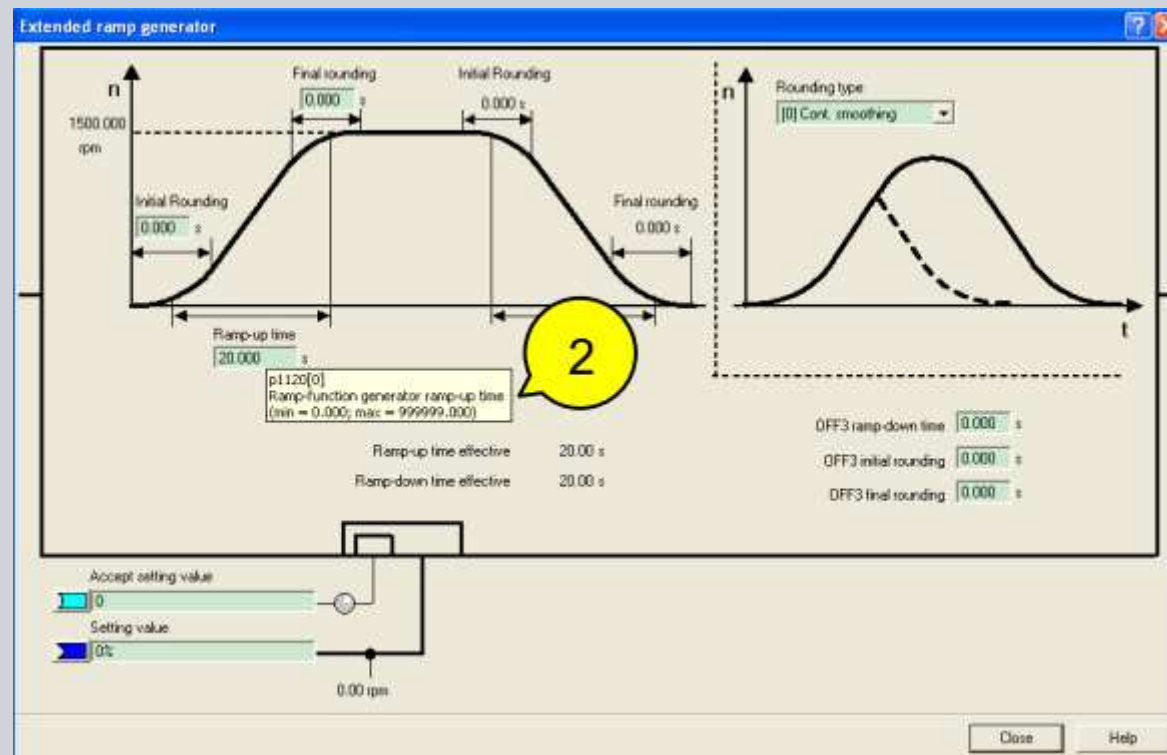 Extended ramp generator
n
Final rounding
0.000 s
Initial Rounding
0.000 s
1500.000
rpm
Initial Rounding
0.000 s
Final rounding
0.000 s
Ramp-up time
20.000 s
p1120[0]
Ramp-function generator ramp-up time
(min = 0.000; max = 999999.000)
2
Ramp-up time effective 20.00 s
Ramp-down time effective 20.00 s
n
Rounding type
[0] Cont. smoothing
t
OFF3 ramp-down time 0.000 s
OFF3 initial rounding 0.000 s
OFF3 final rounding 0.000 s
Accept setting value
0
Setting value
0%
0.00 rpm
Close Help